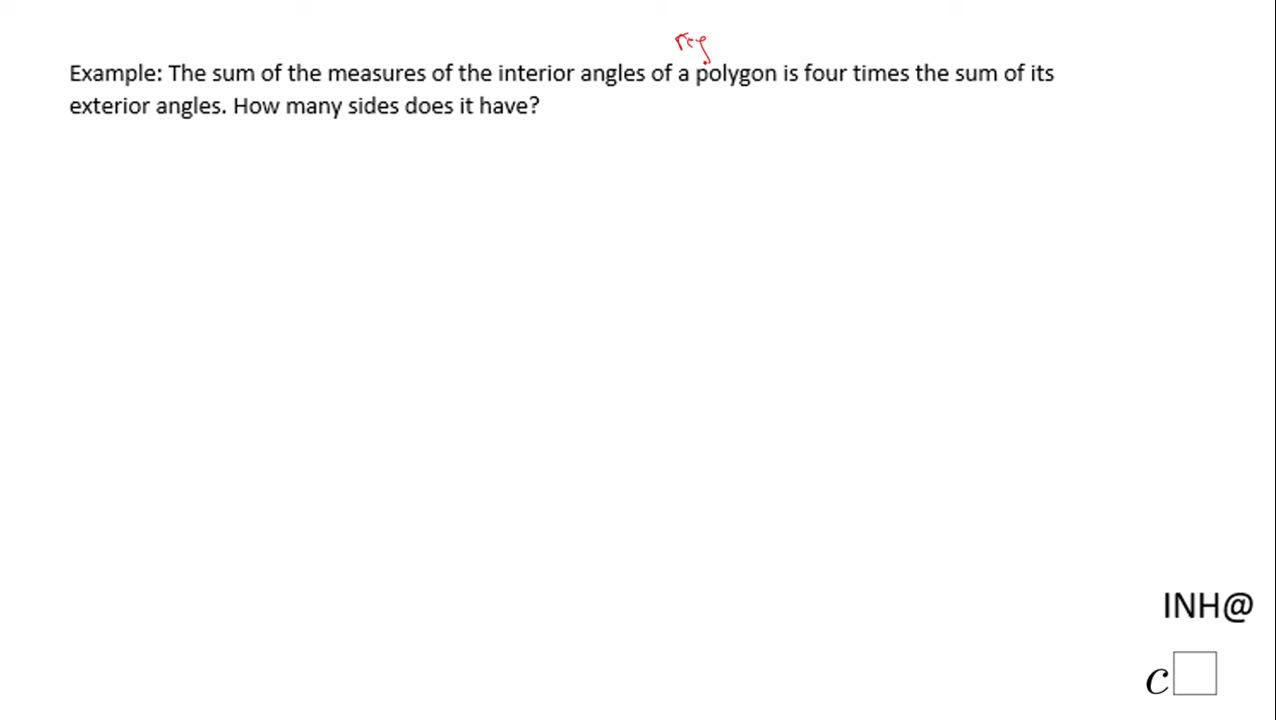 reg
Example: The sum of the measures of the interior angles of a polygon is four times the sum of its
exterior angles. How many sides does it have?
INH@
c